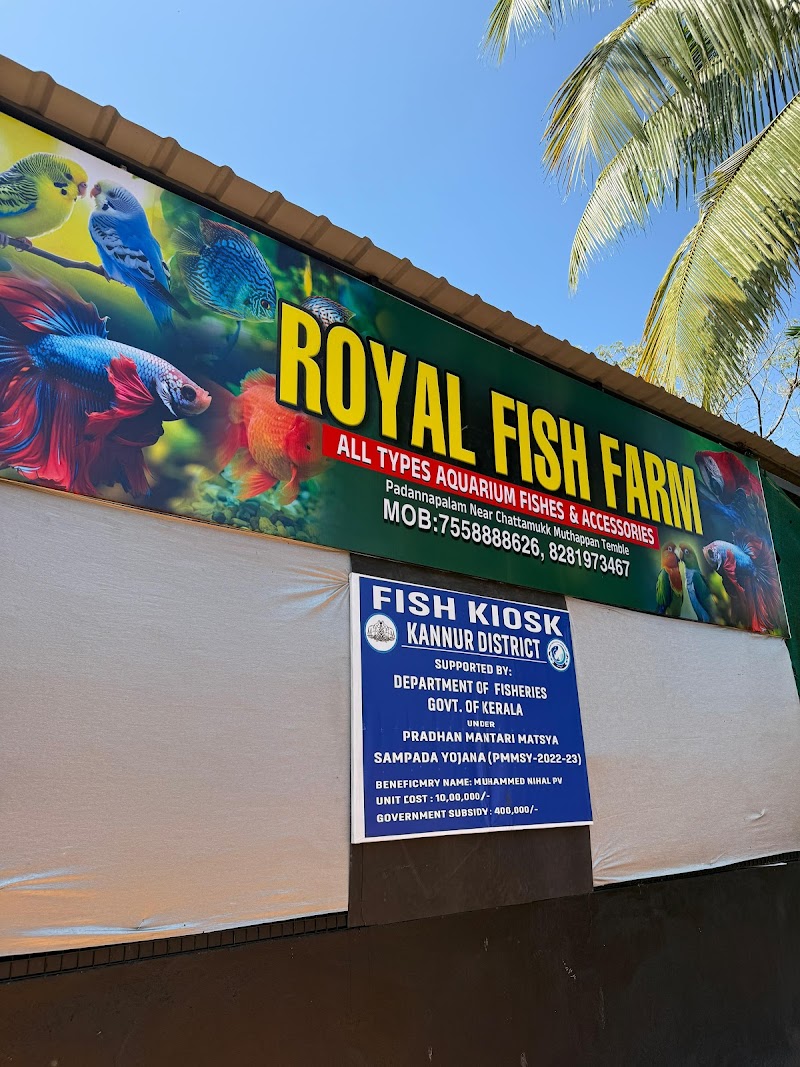 ROYAL FISH FARM
ALL TYPES AQUARIUM FISHES & ACCESSORIES
Padannapalam Near Chattamukk Muthappan Temble
MOB:7558888626, 8281973467
FISH KIOSK
KANNUR DISTRICT
SUPPORTED BY:
DEPARTMENT OF FISHERIES
GOVT. OF KERALA
UNDER
PRADHAN MANTARI MATSYA
SAMPADA YOJANA (PMMSY-2022-23)
BENEFICMRY NAME: MUHAMMED NIHAL PV
UNIT COST : 10,00,000/-
GOVERNMENT SUBSIDY : 400,000/-